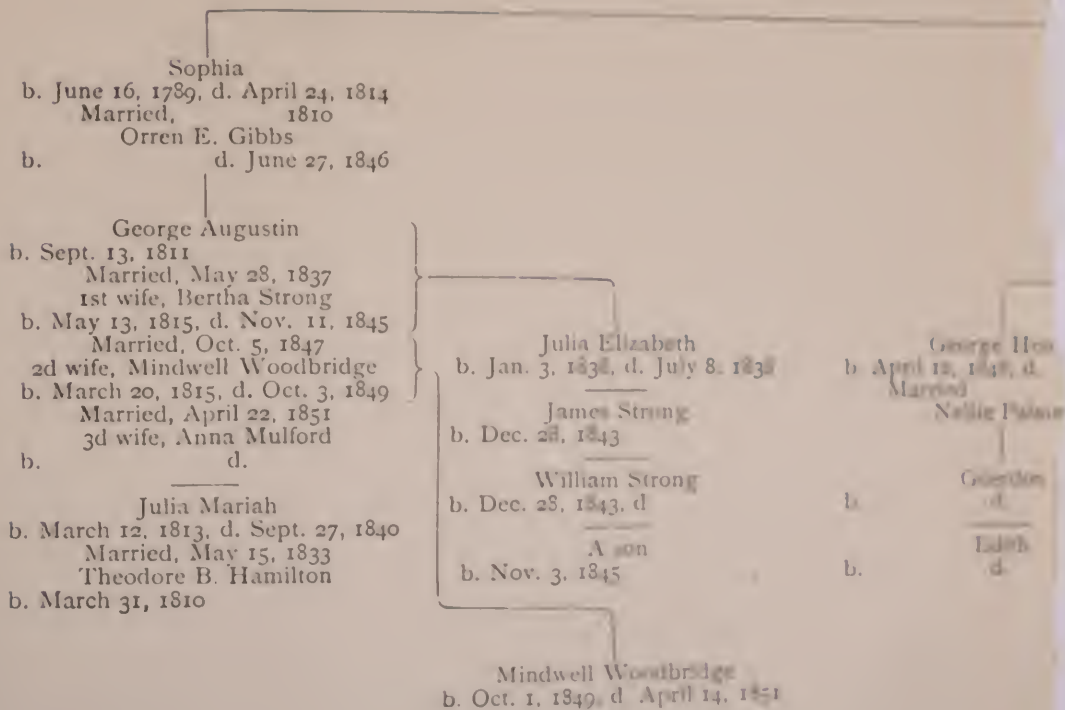 Sophia
b. June 16, 1789, d. April 24, 1814
Married, 1810
Orren E. Gibbs
b. d. June 27, 1846
George Augustin
b. Sept. 13, 1811
Married, May 28, 1837
1st wife, Bertha Strong
b. May 13, 1815, d. Nov. 11, 1845
Married, Oct. 5, 1847
2d wife, Mindwell Woodbridge
b. March 20, 1815, d. Oct. 3, 1849
Married, April 22, 1851
3d wife, Anna Mulford
b. d.
Julia Mariah
b. March 12, 1813, d. Sept. 27, 1840
Married, May 15, 1833
Theodore B. Hamilton
b. March 31, 1810
Julia Elizabeth
b. Jan. 3, 1838, d. July 8, 1838
James Strong
b. Dec. 28, 1843
William Strong
b. Dec. 28, 1843, d
A son
b. Nov. 3, 1845
Mindwell Woodbridge
b. Oct. 1, 1849, d. April 14, 1851
George
b. April d.
Married
Nellie
b. d.
Edith
b. d.